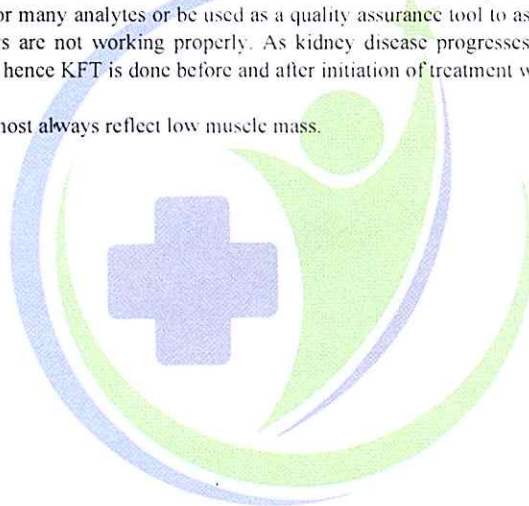 or many analytes or be used as a quality assurance tool to as
s are not working properly. As kidney disease progresses
hence KFT is done before and after initiation of treatment w
nost always reflect low muscle mass.